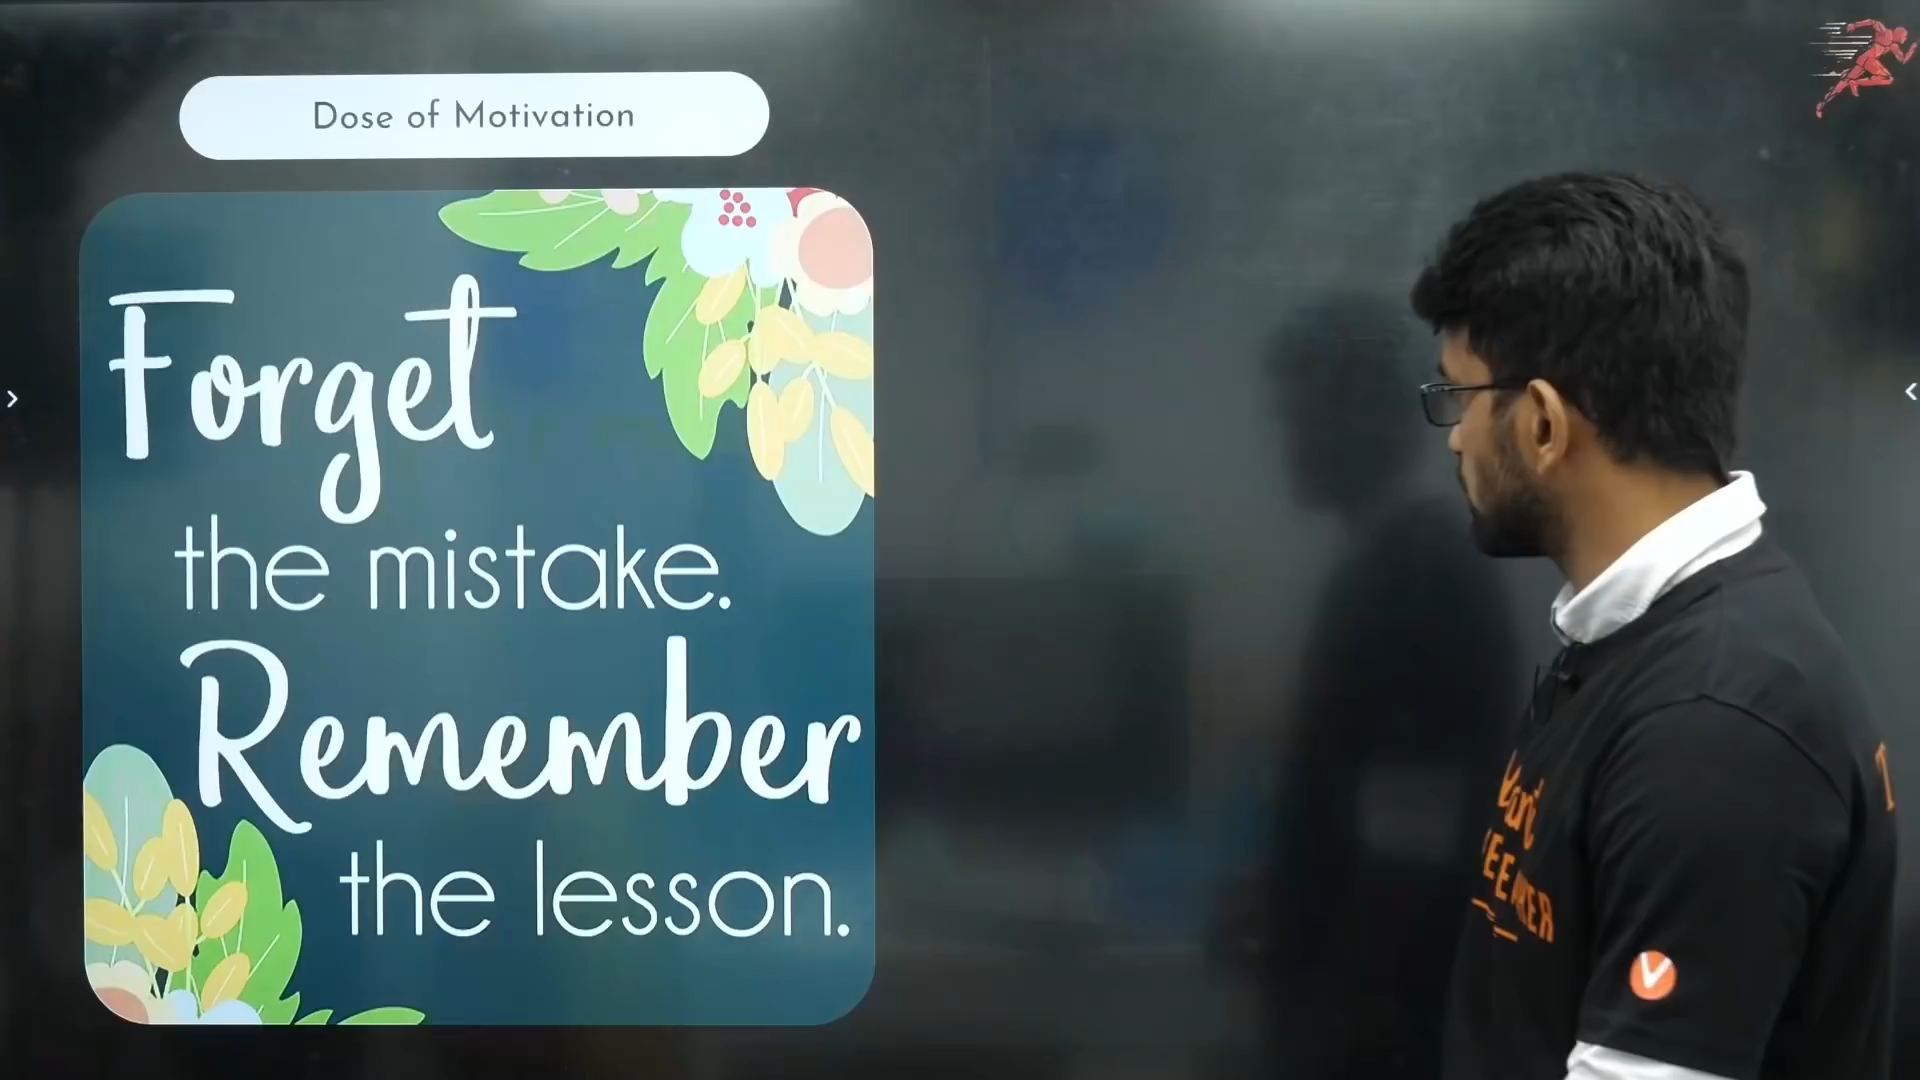 Dose of Motivation
Forget
the mistake.
Remember
the lesson.
V